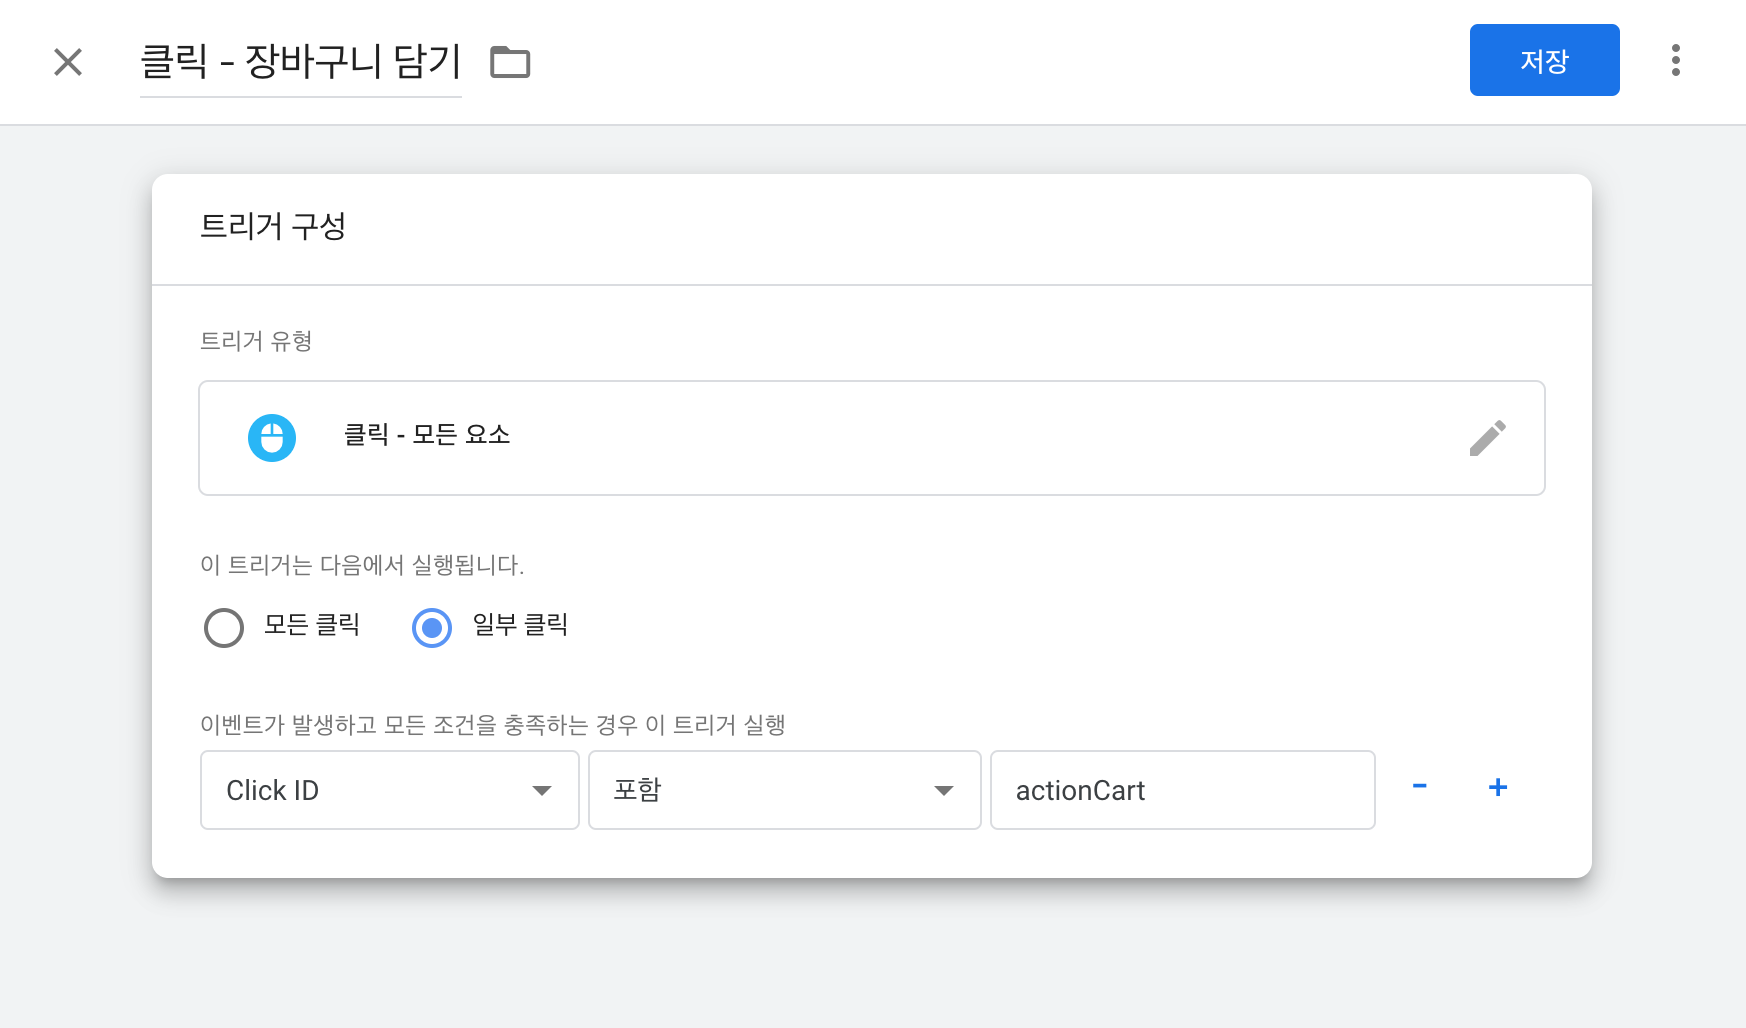 클릭 - 장바구니 담기
저장
트리거 구성
트리거 유형
클릭 - 모든 요소
이 트리거는 다음에서 실행됩니다.
모든 클릭 일부 클릭
이벤트가 발생하고 모든 조건을 충족하는 경우 이 트리거 실행
Click ID 포함 actionCart - +